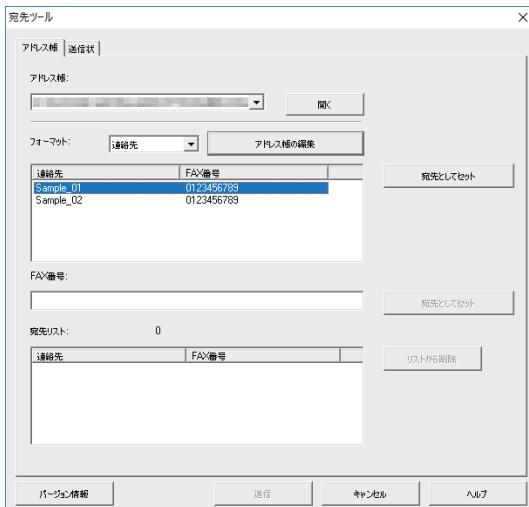 宛先ツール
アドレス帳 送信状
アドレス帳:
開く
フォーマット: 連絡先 アドレス帳の編集
連絡先 FAX番号
Sample_01 0123456789
Sample_02 0123456789
宛先としてセット
FAX番号:
宛先としてセット
宛先リスト: 0
連絡先 FAX番号
リストから削除
バージョン情報 送信 キャンセル ヘルプ